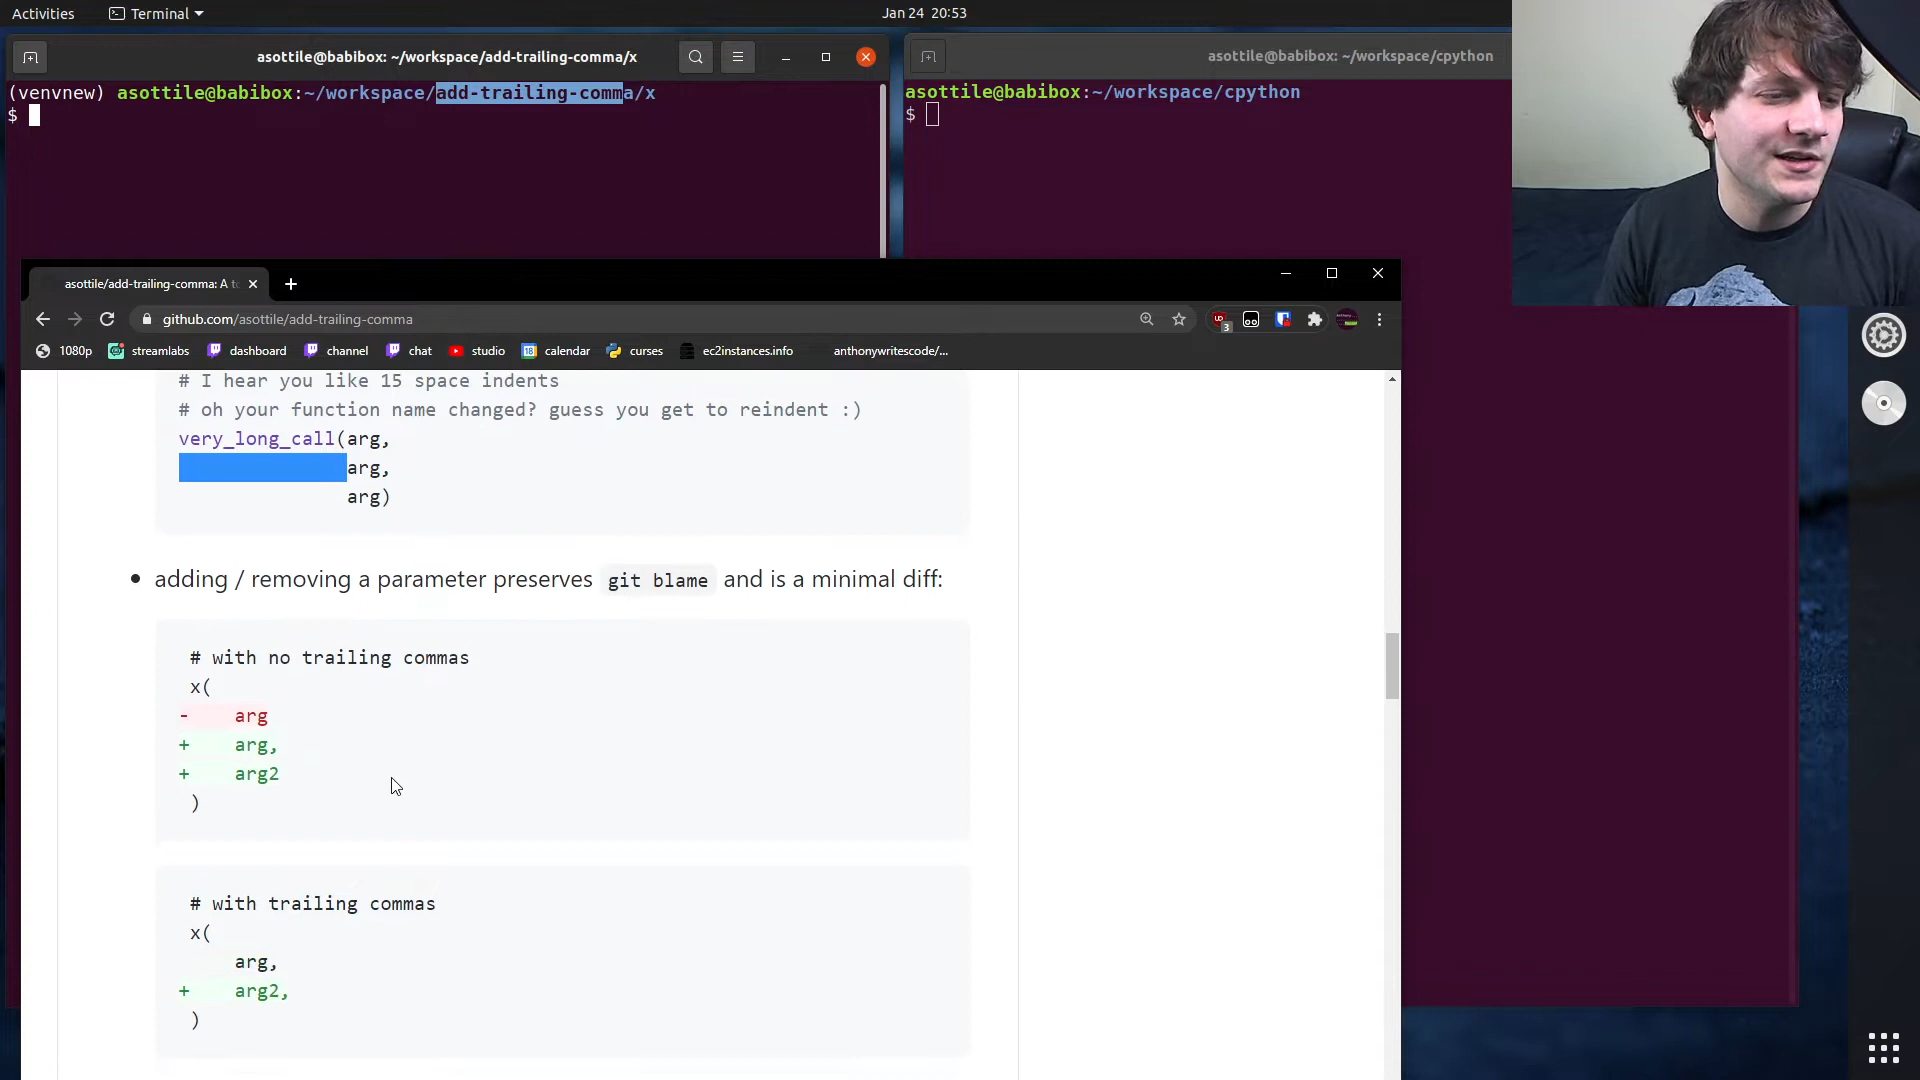 Activities Terminal Jan 24 20:53
asottile@babibox: ~/workspace/add-trailing-comma/x
(venvnew) asottile@babibox:~/workspace/add-trailing-comma/x
$
asottile@babibox: ~/workspace/cpython
asottile@babibox:~/workspace/cpython
$
asottile/add-trailing-comma: A t
github.com/asottile/add-trailing-comma
3
1080p streamlabs dashboard channel chat studio 18 calendar curses ec2instances.info anthonywritescode/...
# I hear you like 15 space indents
# oh your function name changed? guess you get to reindent :)
very_long_call(arg,
arg,
arg)
• adding / removing a parameter preserves git blame and is a minimal diff:
# with no trailing commas
x(
- arg
+ arg,
+ arg2
)
# with trailing commas
x(
arg,
+ arg2,
)